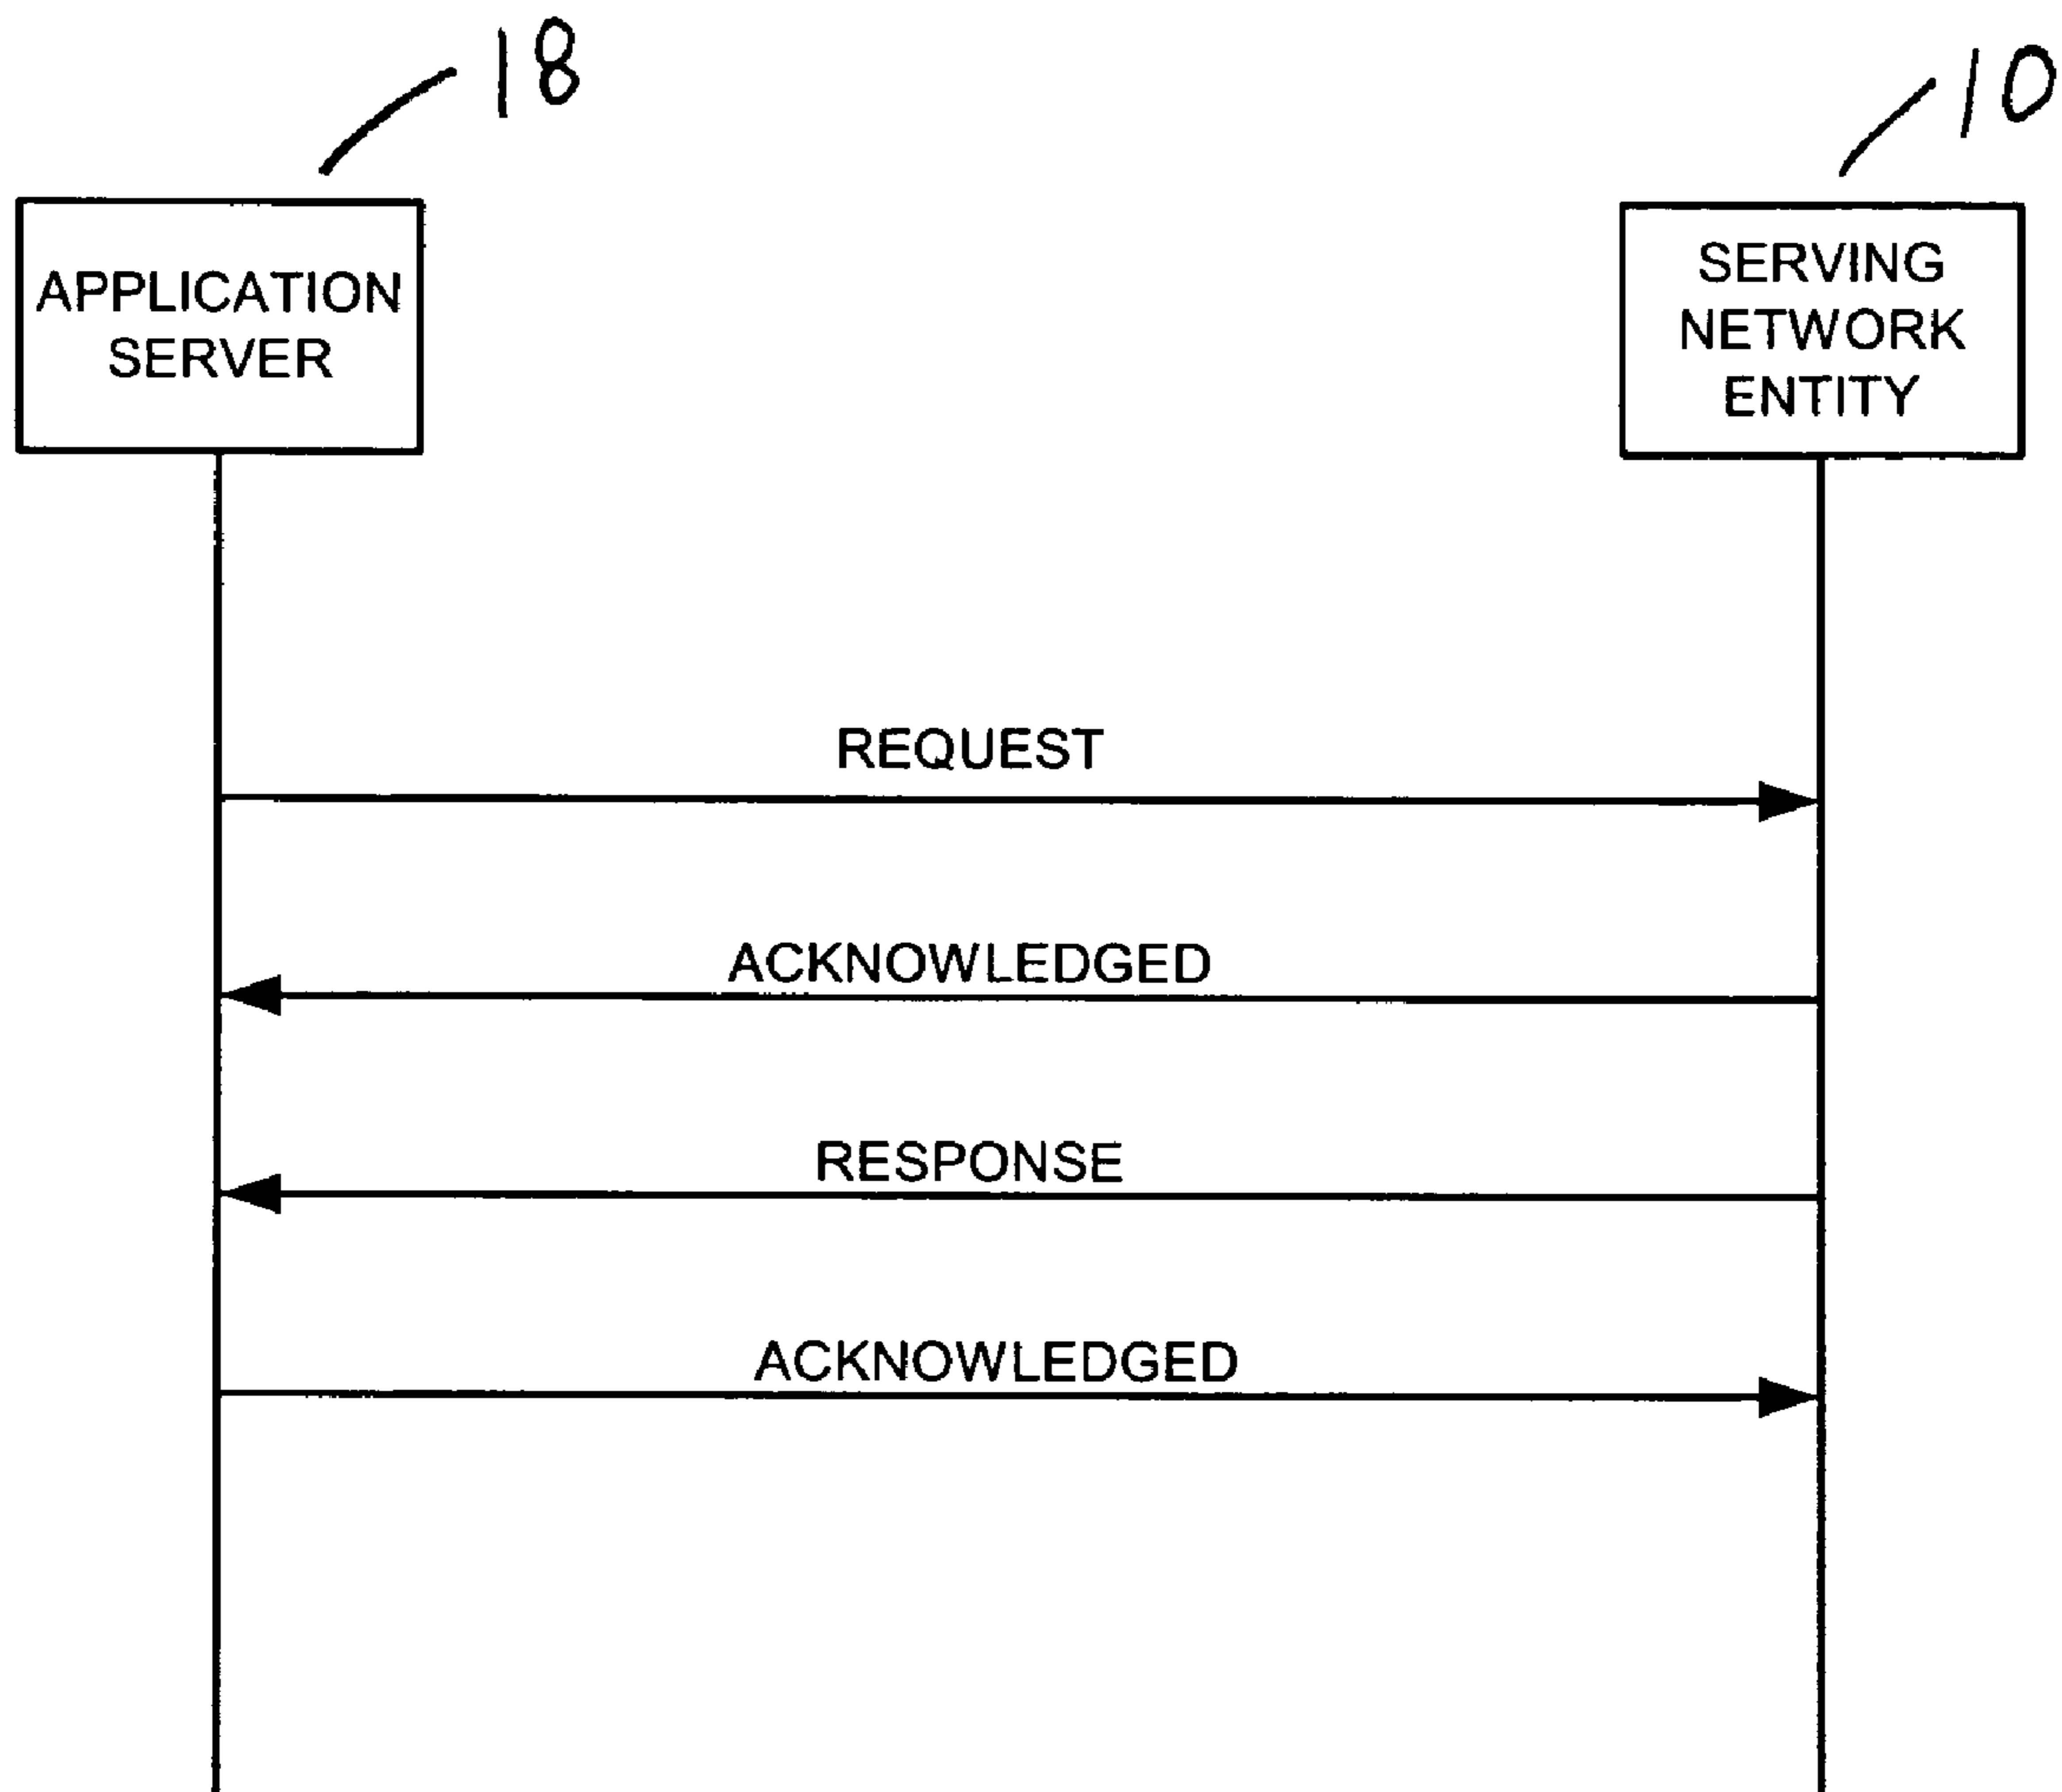 18
10
APPLICATION
SERVER
SERVING
NETWORK
ENTITY
REQUEST
ACKNOWLEDGED
RESPONSE
ACKNOWLEDGED